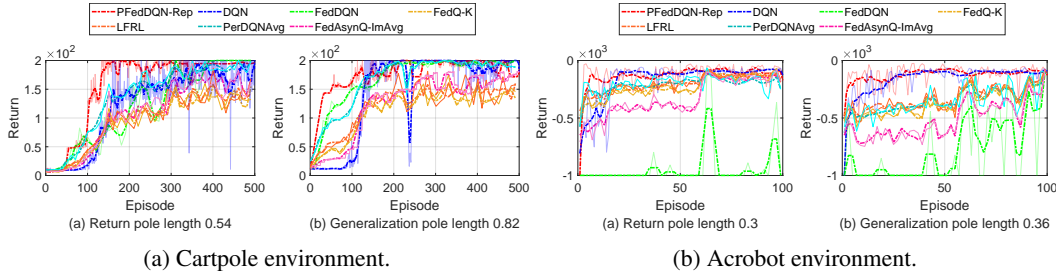 PFedDQN-Rep DQN FedDQN FedQ-K
LFRL PerDQNAvg FedAsynQ-ImAvg
×10²
2
1.5
1
0.5
0
Return
0 100 200 300 400 500
Episode
(a) Return pole length 0.54
×10²
2
1.5
1
0.5
0
Return
0 100 200 300 400 500
Episode
(b) Generalization pole length 0.82
(a) Cartpole environment.
PFedDQN-Rep DQN FedDQN FedQ-K
LFRL PerDQNAvg FedAsynQ-ImAvg
×10³
0
-0.5
-1
Return
0 50 100
Episode
(a) Return pole length 0.3
×10³
0
-0.5
-1
Return
0 50 100
Episode
(b) Generalization pole length 0.36
(b) Acrobot environment.